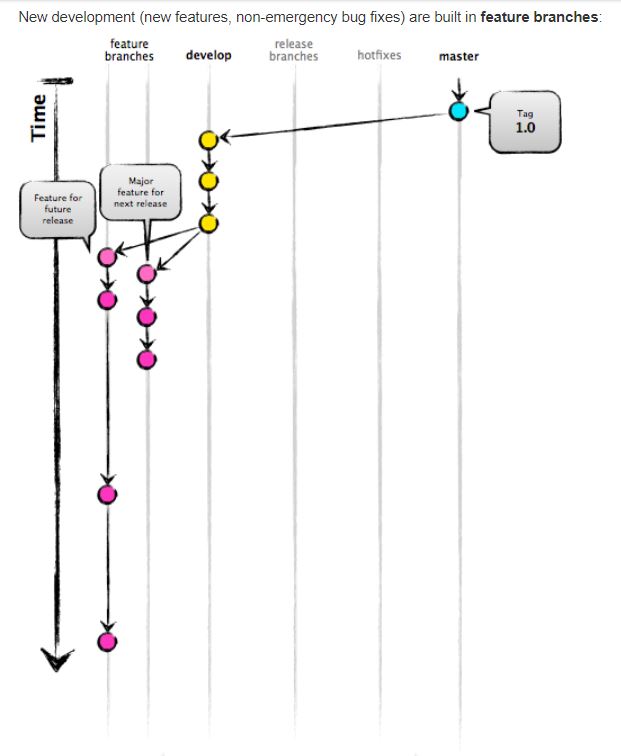 New development (new features, non-emergency bug fixes) are built in feature branches:
feature
branches
develop
release
branches
hotfixes
master
Time
Tag
1.0
Major
feature for
next release
Feature for
future
release